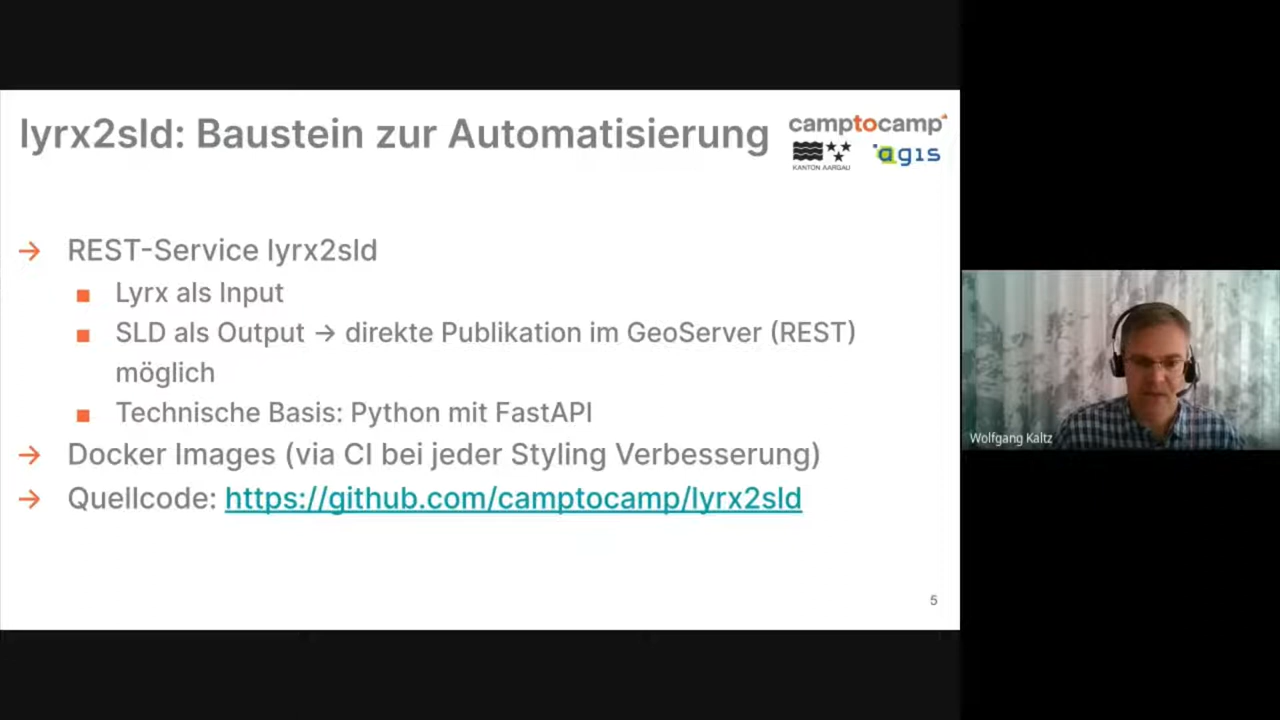 lyrx2sld: Baustein zur Automatisierung
camptocamp
KANTON AARGAU
agis
→ REST-Service lyrx2sld
■ Lyrx als Input
■ SLD als Output → direkte Publikation im GeoServer (REST)
möglich
■ Technische Basis: Python mit FastAPI
→ Docker Images (via CI bei jeder Styling Verbesserung)
→ Quellcode: https://github.com/camptocamp/lyrx2sld
5
Wolfgang Kaltz